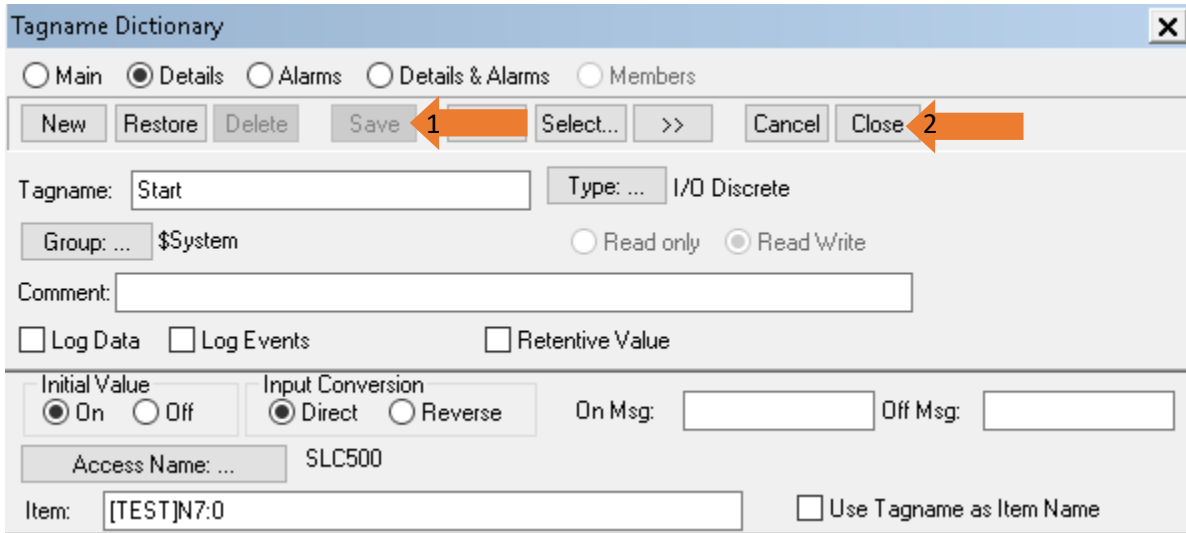 Tagname Dictionary
Main Details Alarms Details & Alarms Members
New Restore Delete Save 1 Select... >> Cancel Close 2
Tagname: Start Type: ... I/O Discrete
Group: ... $System Read only Read Write
Comment:
Log Data Log Events Retentive Value
Initial Value Input Conversion
On Off Direct Reverse On Msg: Off Msg:
Access Name: ... SLC500
Item: [TEST]N7:0 Use Tagname as Item Name